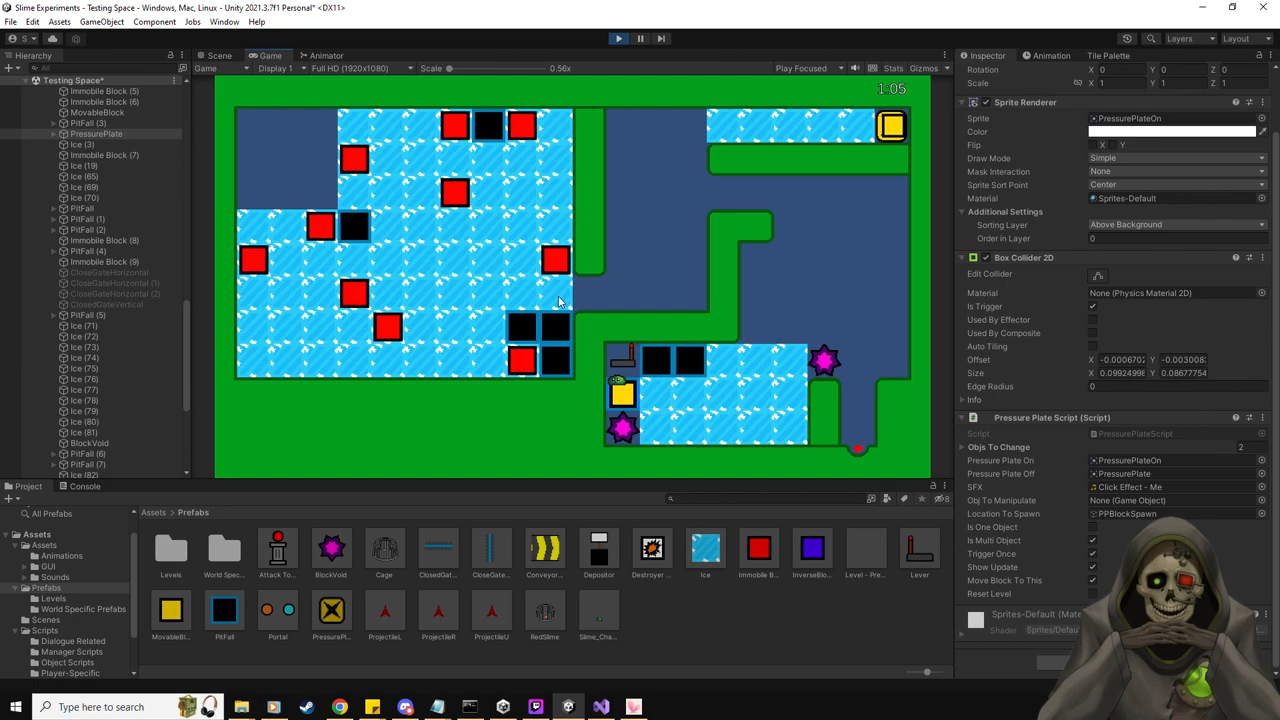 Slime Experiments - Testing Space - Windows, Mac, Linux - Unity 2021.3.7f1 Personal* <DX11>
File Edit Assets GameObject Component Jobs Window Help
S
Layers Layout
Hierarchy
Scene Game Animator
Inspector Animation Tile Palette
All
Game Display 1 Full HD (1920x1080) Scale 0.56x Play Focused Stats Gizmos
Testing Space*
Immobile Block (5)
Immobile Block (6)
MovableBlock
PitFall (3)
PressurePlate
Ice (3)
Immobile Block (7)
Ice (19)
Ice (65)
Ice (69)
Ice (70)
PitFall
PitFall (1)
PitFall (2)
Immobile Block (8)
PitFall (4)
Immobile Block (9)
CloseGateHorizontal
CloseGateHorizontal (1)
CloseGateHorizontal (2)
ClosedGateVertical
PitFall (5)
Ice (71)
Ice (72)
Ice (73)
Ice (74)
Ice (75)
Ice (76)
Ice (77)
Ice (78)
Ice (79)
Ice (80)
Ice (81)
BlockVoid
PitFall (6)
PitFall (7)
Ice (82)
1:05
Rotation X 0 Y 0 Z 0
Scale X 1 Y 1 Z 1
Sprite Renderer
Sprite PressurePlateOn
Color
Flip X Y
Draw Mode Simple
Mask Interaction None
Sprite Sort Point Center
Material Sprites-Default
Additional Settings
Sorting Layer Above Background
Order in Layer 0
Box Collider 2D
Edit Collider
Material None (Physics Material 2D)
Is Trigger
Used By Effector
Used By Composite
Auto Tiling
Offset X -0.000670 Y -0.003008
Size X 0.0992499 Y 0.0867775
Edge Radius 0
Info
Pressure Plate Script (Script)
Script PressurePlateScript
Objs To Change 2
Pressure Plate On PressurePlateOn
Pressure Plate Off PressurePlate
SFX Click Effect - Me
Obj To Manipulate None (Game Object)
Location To Spawn PPBlockSpawn
Is One Object
Is Multi Object
Trigger Once
Show Update
Move Block To This
Reset Level
Sprites-Default (Mate
Shader Sprites/Defau
Project Console
8
All Prefabs
Assets
Assets
Animations
GUI
Sounds
Prefabs
Levels
World Specific Prefabs
Scenes
Scripts
Dialogue Related
Manager Scripts
Object Scripts
Player-Specific
Assets > Prefabs
Levels World Spec... Attack To... BlockVoid Cage ClosedGat... CloseGate... Conveyor... Depositor Destroyer ... Ice Immobile B... InverseBlo... Level - Pre... Lever
MovableBl... PitFall Portal PressurePl... ProjectileL ProjectileR ProjectileU RedSlime Slime_Cha...
Type here to search